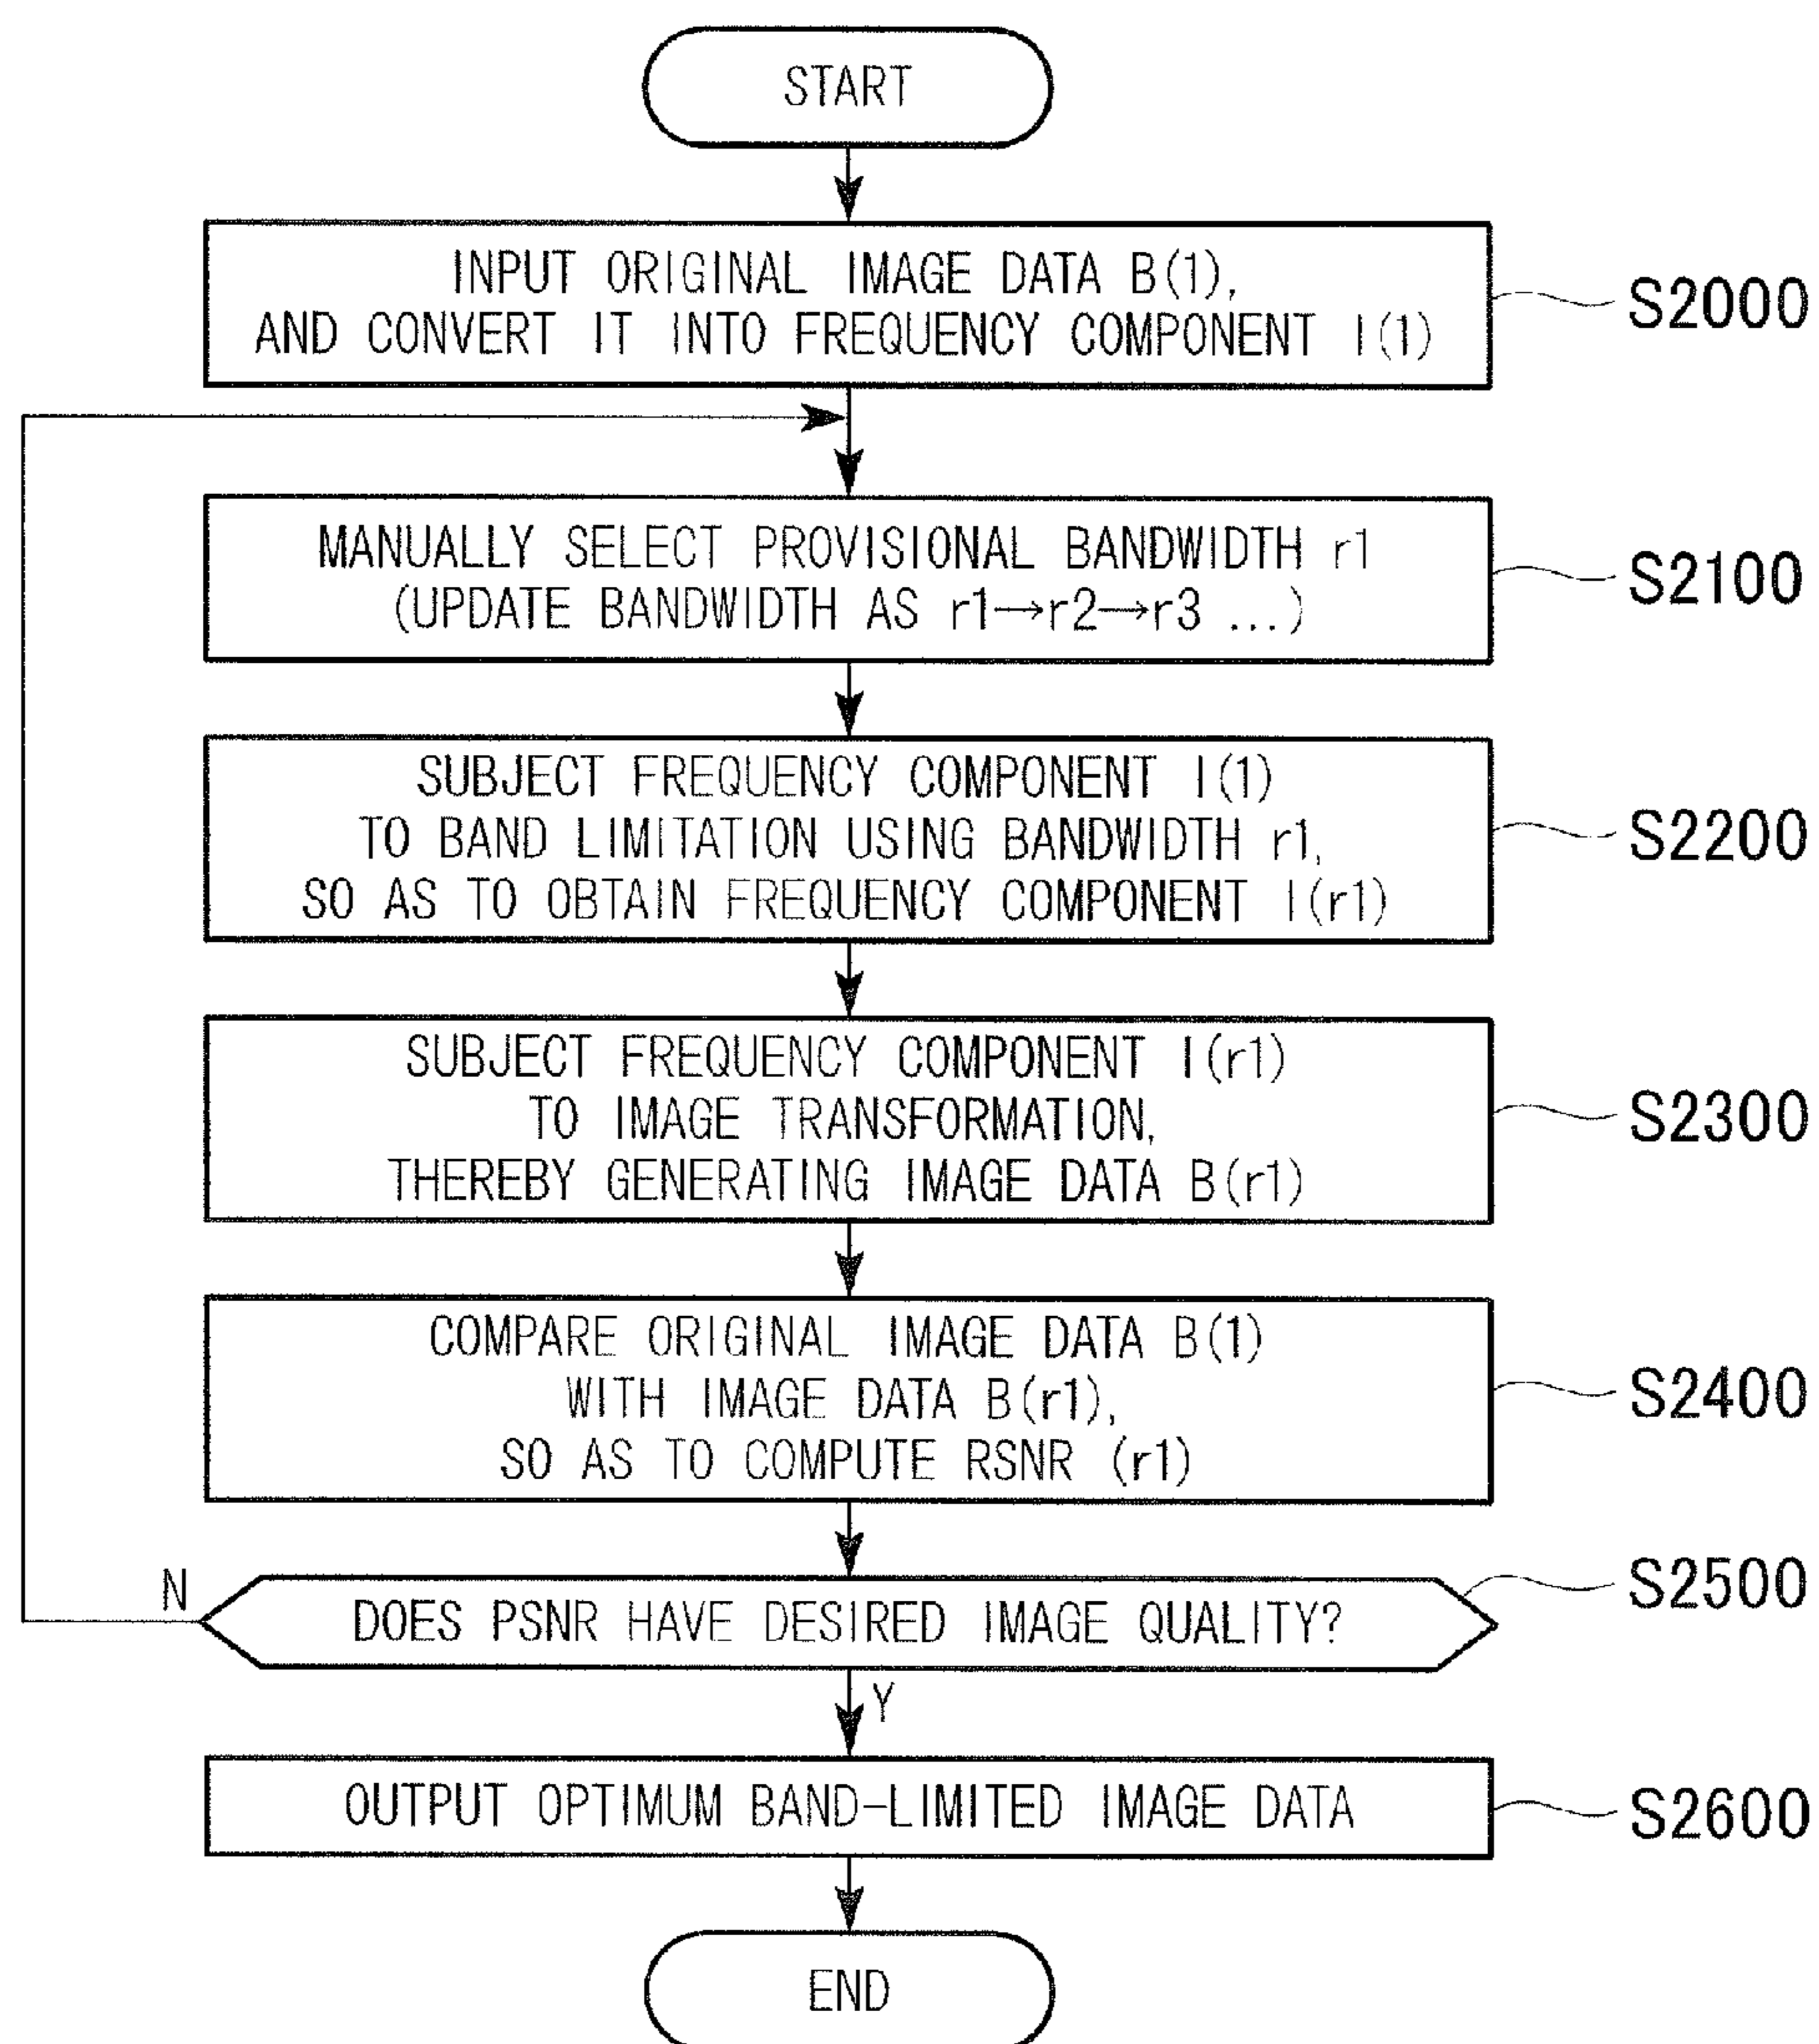 START
INPUT ORIGINAL IMAGE DATA B(1),
AND CONVERT IT INTO FREQUENCY COMPONENT I(1)
S2000
MANUALLY SELECT PROVISIONAL BANDWIDTH r1
(UPDATE BANDWIDTH AS r1→r2→r3 ...)
S2100
SUBJECT FREQUENCY COMPONENT I(1)
TO BAND LIMITATION USING BANDWIDTH r1,
SO AS TO OBTAIN FREQUENCY COMPONENT I(r1)
S2200
SUBJECT FREQUENCY COMPONENT I(r1)
TO IMAGE TRANSFORMATION,
THEREBY GENERATING IMAGE DATA B(r1)
S2300
COMPARE ORIGINAL IMAGE DATA B(1)
WITH IMAGE DATA B(r1),
SO AS TO COMPUTE RSNR (r1)
S2400
N
DOES PSNR HAVE DESIRED IMAGE QUALITY?
S2500
Y
OUTPUT OPTIMUM BAND-LIMITED IMAGE DATA
S2600
END